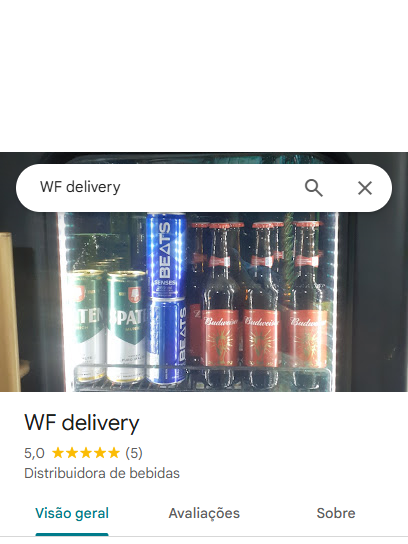 WF delivery
BEATS
SENSES
SPATEN
BEATS
Budweiser
Budweiser
Budweiser
WF delivery
5,0 ★★★★★ (5)
Distribuidora de bebidas
Visão geral Avaliações Sobre